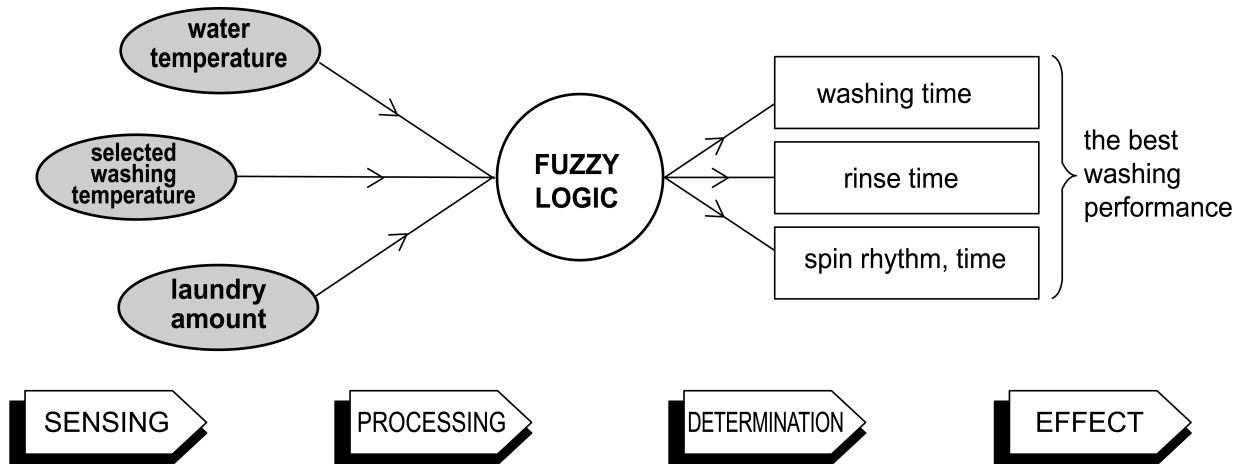 water
temperature
selected
washing
temperature
laundry
amount
FUZZY
LOGIC
washing time
rinse time
spin rhythm, time
the best
washing
performance
SENSING
PROCESSING
DETERMINATION
EFFECT